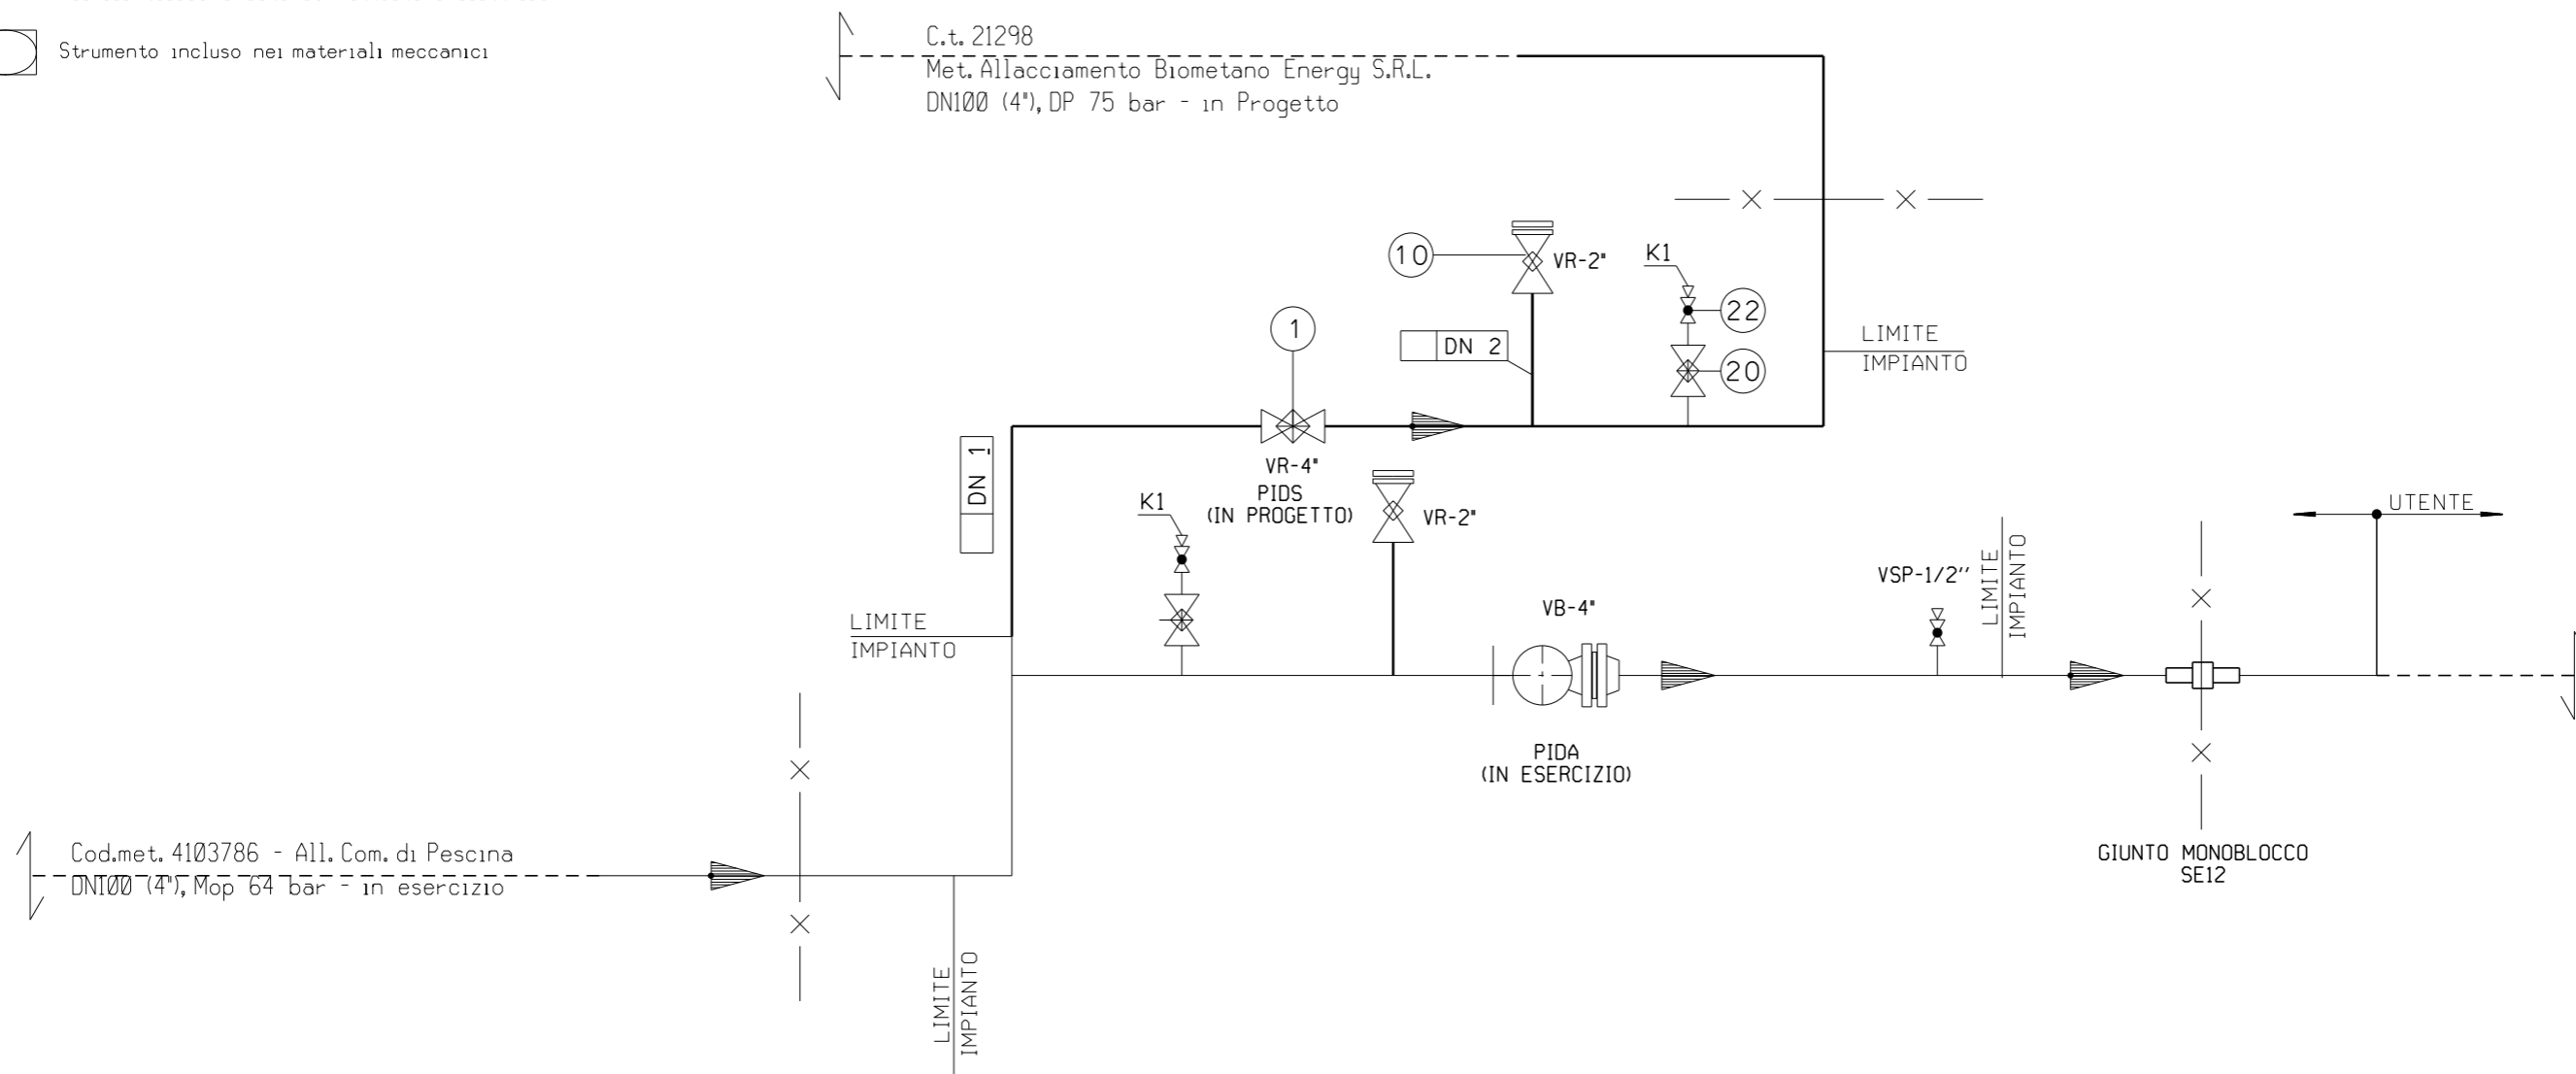 Strumento incluso nei materiali meccanici
C.t. 21298
Met. Allacciamento Biometano Energy S.R.L.
DN100 (4"), DP 75 bar - in Progetto
10
VR-2"
K1
22
20
1
DN 2
LIMITE
IMPIANTO
DN 1
VR-4"
PIDS
(IN PROGETTO)
K1
VR-2"
UTENTE
VSP-1/2''
LIMITE
IMPIANTO
VB-4"
LIMITE
IMPIANTO
PIDA
(IN ESERCIZIO)
Cod.met. 4103786 - All. Com. di Pescina
DN100 (4"), Mop 64 bar - in esercizio
GIUNTO MONOBLOCCO
SE12
LIMITE
IMPIANTO